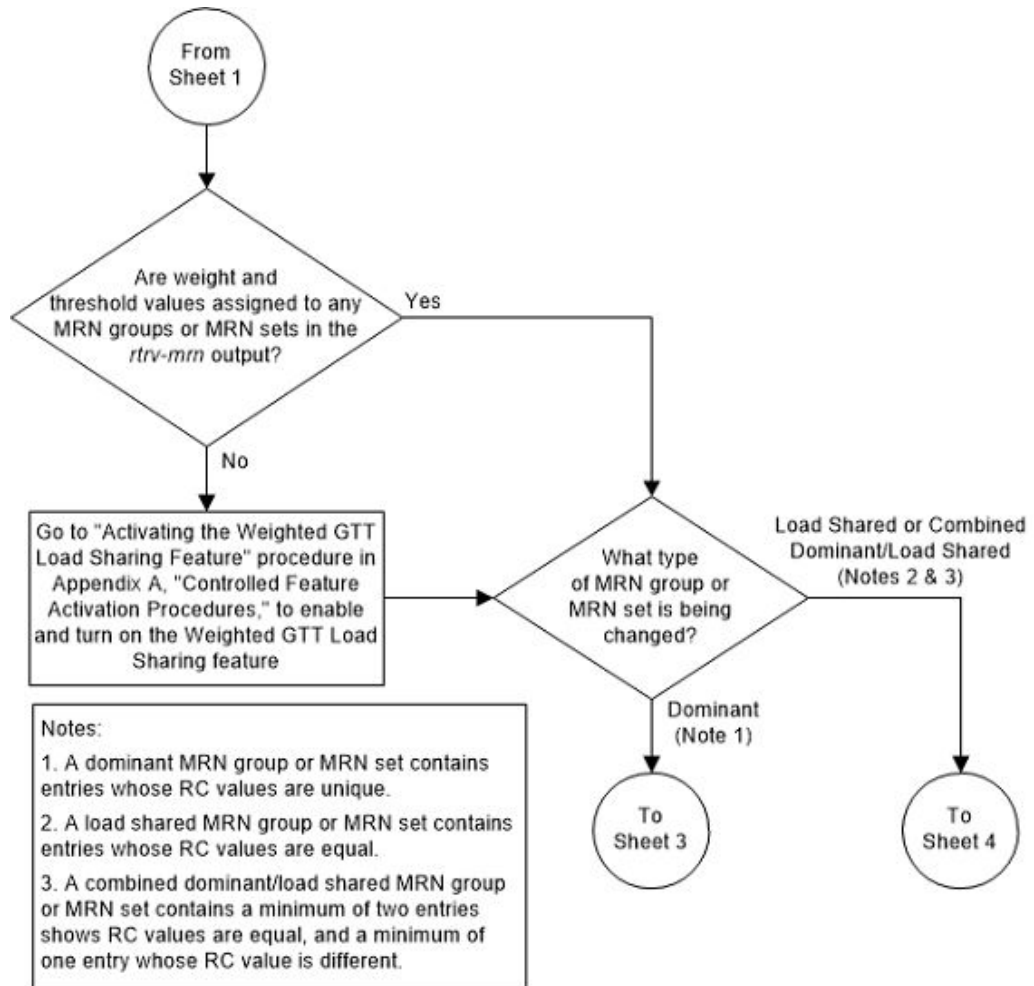 From
Sheet 1
Are weight and
threshold values assigned to any
MRN groups or MRN sets in the
rtrv-mrn output?
Yes
No
Go to "Activating the Weighted GTT
Load Sharing Feature" procedure in
Appendix A, "Controlled Feature
Activation Procedures," to enable
and turn on the Weighted GTT Load
Sharing feature
What type
of MRN group or
MRN set is being
changed?
Load Shared or Combined
Dominant/Load Shared
(Notes 2 & 3)
Dominant
(Note 1)
To
Sheet 3
To
Sheet 4
Notes:
1. A dominant MRN group or MRN set contains
entries whose RC values are unique.
2. A load shared MRN group or MRN set contains
entries whose RC values are equal.
3. A combined dominant/load shared MRN group
or MRN set contains a minimum of two entries
shows RC values are equal, and a minimum of
one entry whose RC value is different.